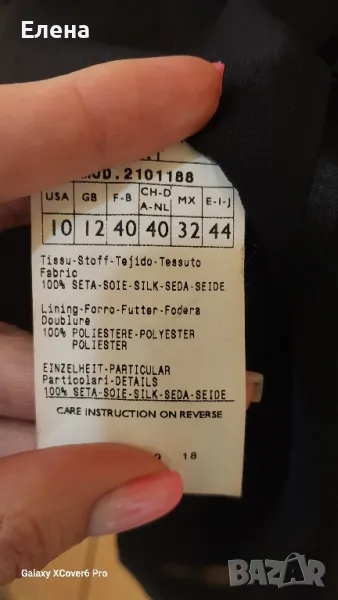 Елена
MOD.2101188
USA GB F-B CH-D A-NL MX E-I-J
10 12 40 40 32 44
Tissu-Stoff-Tejido-Tessuto
Fabric
100% SETA-SOIE-SILK-SEDA-SEIDE
Lining-Forro-Futter-Fodera
Doublure
100% POLIESTERE-POLYESTER
POLIESTER
EINZELHEIT-PARTICULAR
Particolari-DETAILS
100% SETA-SOIE-SILK-SEDA-SEIDE
CARE INSTRUCTION ON REVERSE
18
Galaxy XCover6 Pro
BAZAR